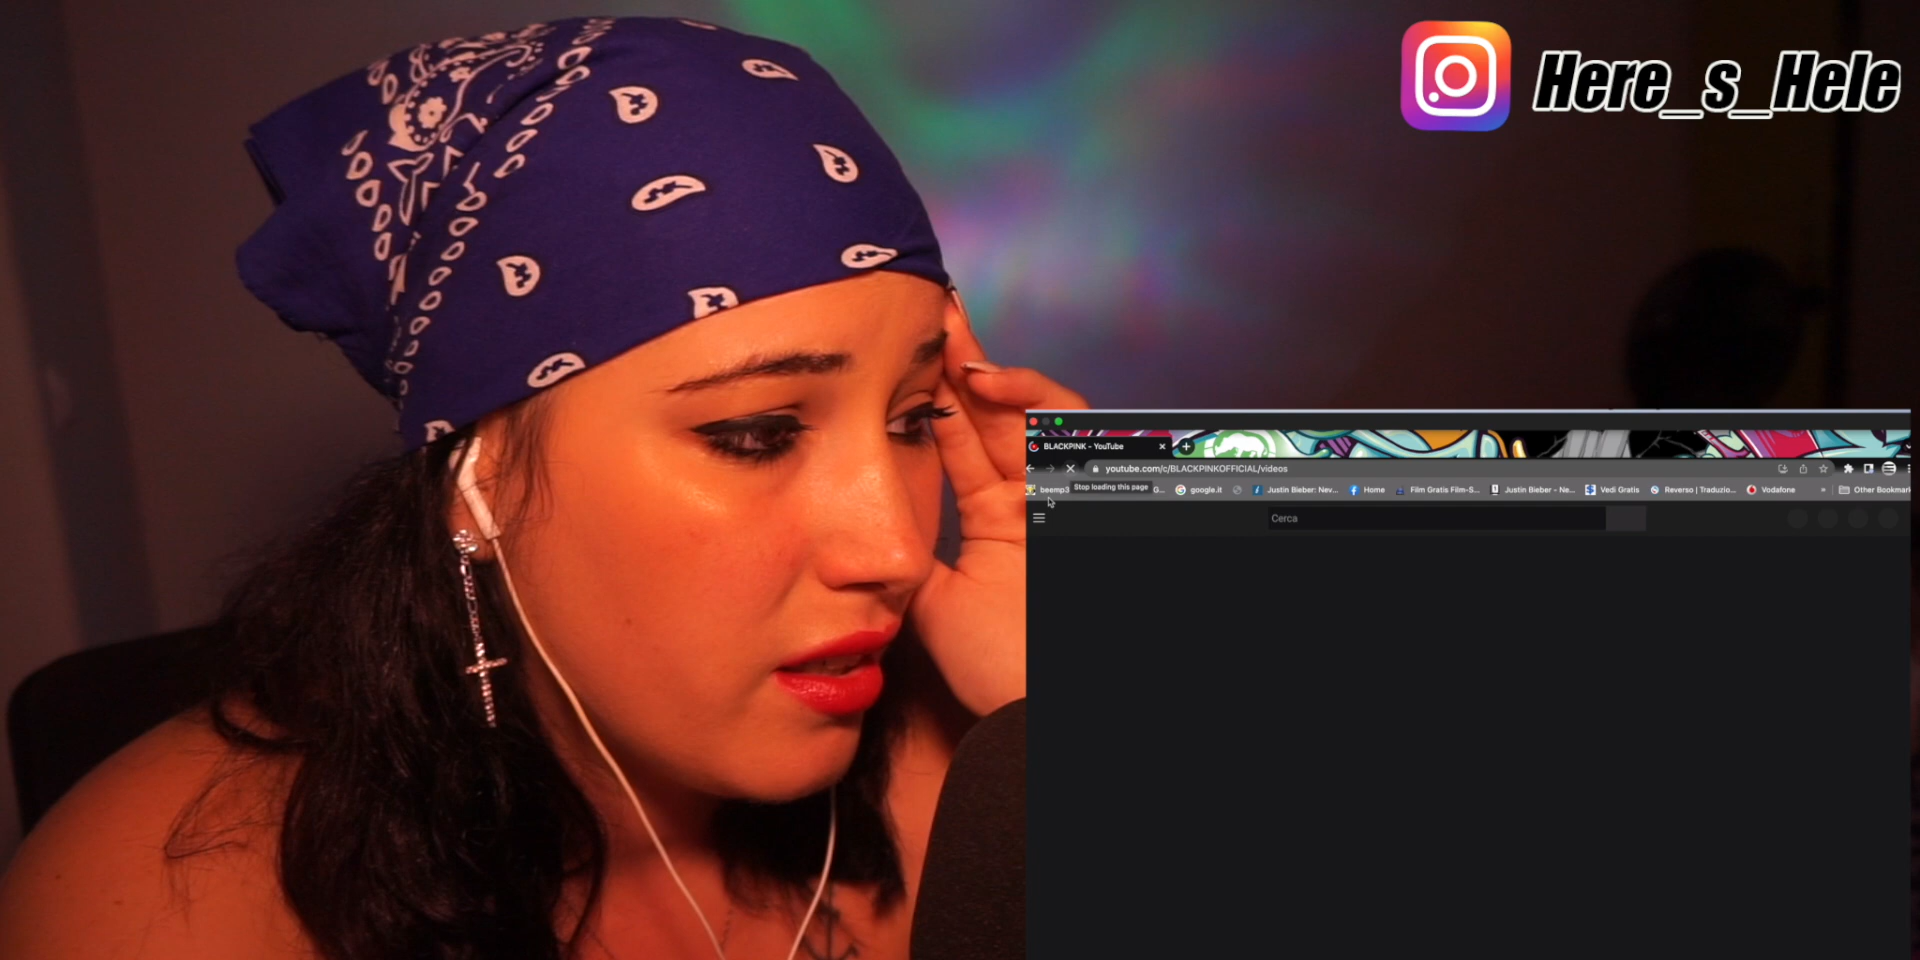 Here_s_Hele
BLACKPINK - YouTube
youtube.com/c/BLACKPINKOFFICIAL/videos
beemp3
Stop loading this page
G...
google.it
Justin Bieber: Nev...
Home
Film Gratis Film-S...
Justin Bieber - Ne...
Vedi Gratis
Reverso | Traduzio...
Vodafone
»
Other Bookmar
Cerca